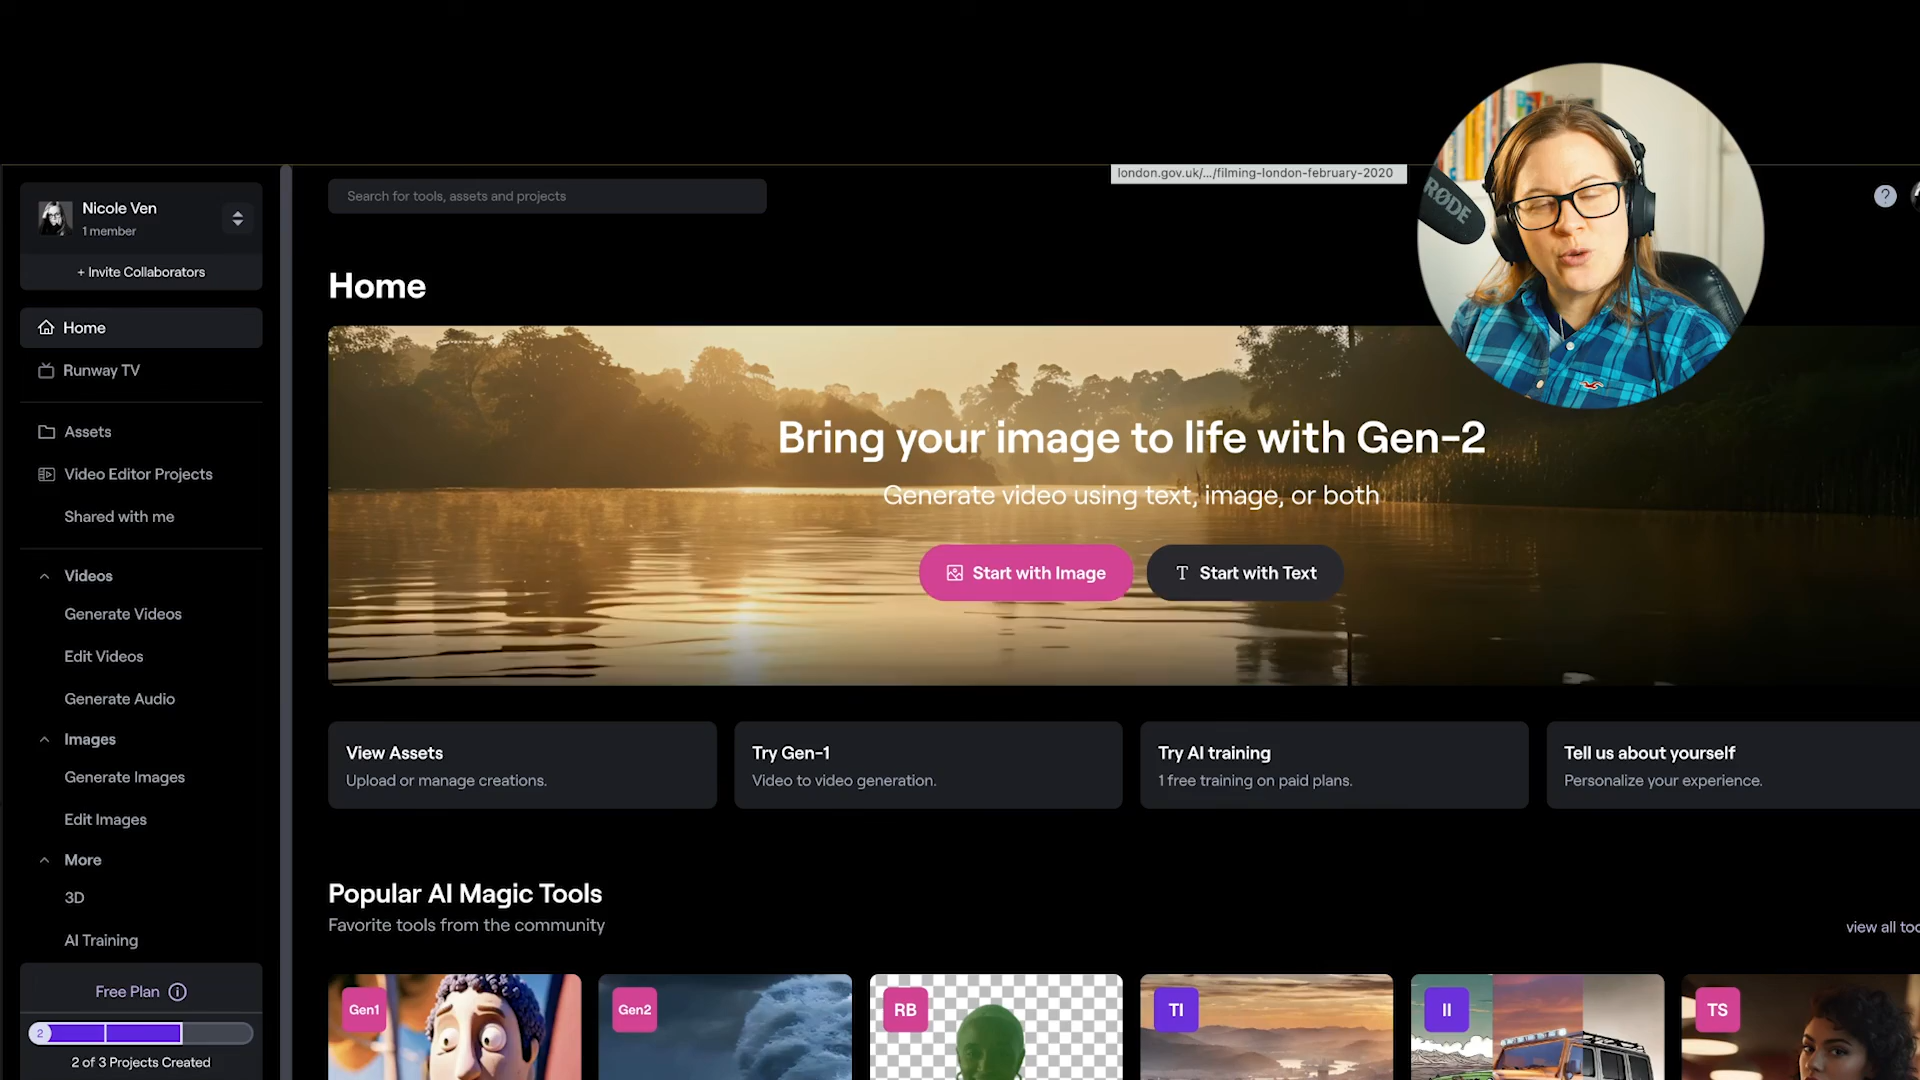 london.gov.uk/.../filming-london-february-2020
RØDE
Nicole Ven
1 member
+ Invite Collaborators
Search for tools, assets and projects
?
Home
Runway TV
Assets
Video Editor Projects
Shared with me
Videos
Generate Videos
Edit Videos
Generate Audio
Images
Generate Images
Edit Images
More
3D
AI Training
Free Plan
2
2 of 3 Projects Created
Home
Bring your image to life with Gen-2
Generate video using text, image, or both
Start with Image
T Start with Text
View Assets
Upload or manage creations.
Try Gen-1
Video to video generation.
Try AI training
1 free training on paid plans.
Tell us about yourself
Personalize your experience.
Popular AI Magic Tools
Favorite tools from the community
view all
Gen1
Gen2
RB
TI
II
TS